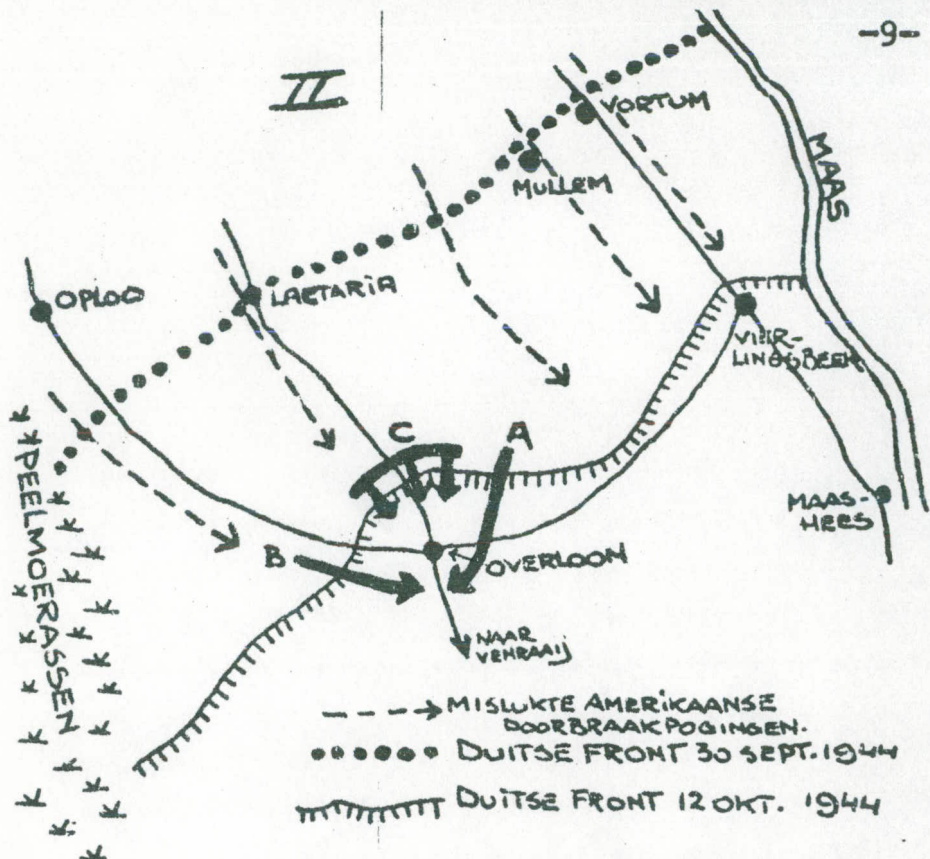 -9-
II
VORTUM
MAAS
MULLEM
OPLOO
LAETARIA
VIER-
LINGSBEEK
C
A
MAAS-
HEES
B
OVERLOON
PEELMOERASSEN
NAAR
VENRAAIJ
MISLUKTE AMERIKAANSE
DOORBRAAKPOGINGEN.
DUITSE FRONT 30 SEPT. 1944
DUITSE FRONT 12 OKT. 1944